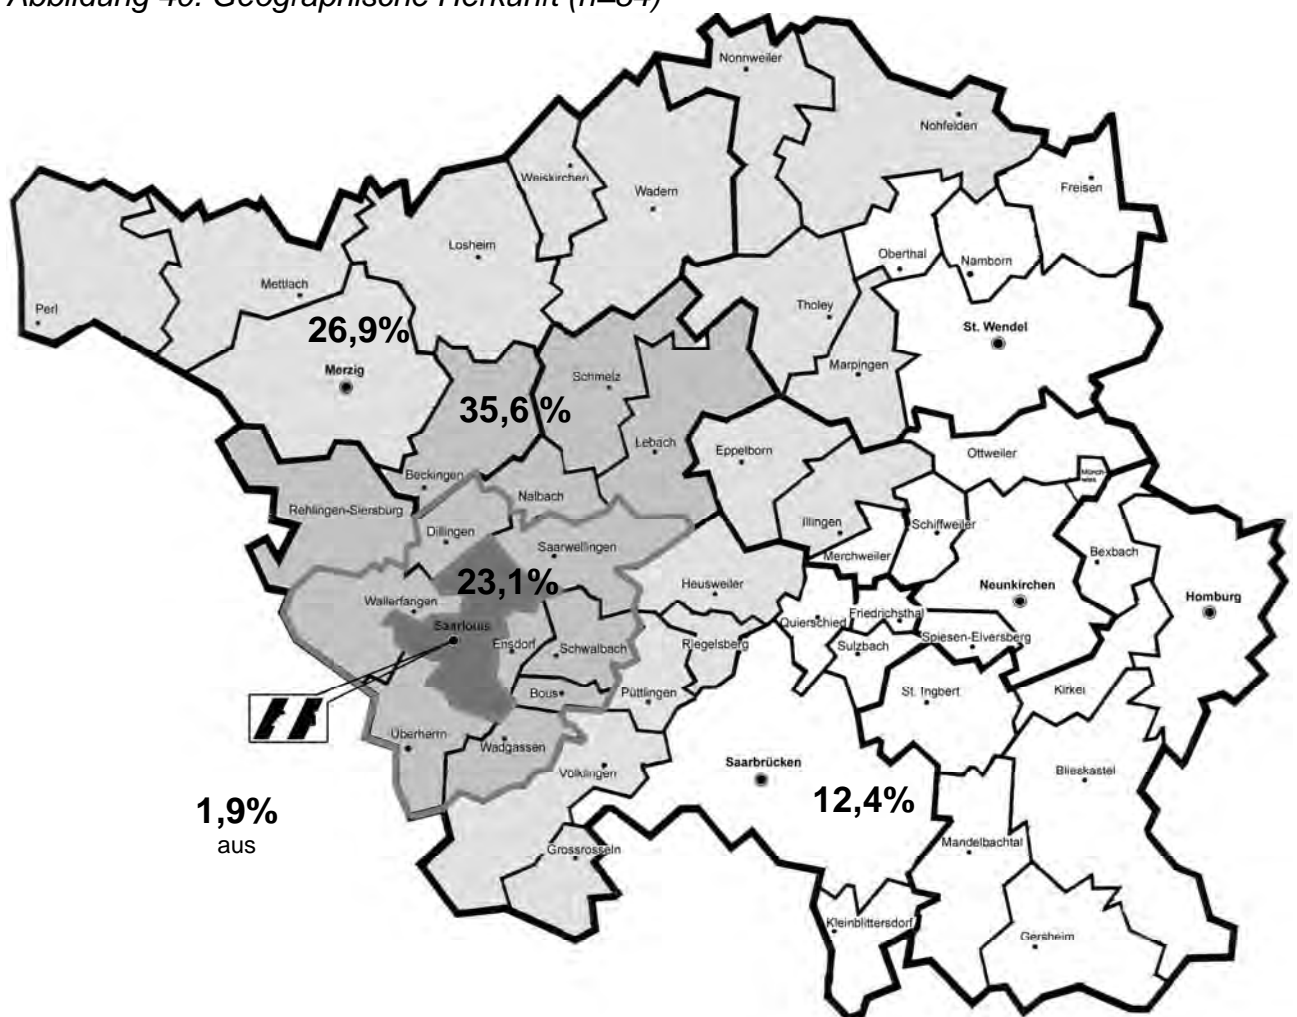 Abbildung 40: Geographische Herkunft (n=84)
Nonnweiler
Nohfelden
Freisen
Weiskirchen
Wadern
Losheim
Oberthal
Namborn
Mettlach
Perl
Tholey
26,9%
St. Wendel
Merzig
Marpingen
Schmelz
35,6 %
Lebach
Eppelborn
Ottweiler
Beckingen
Münch-
wies
Nalbach
Rehlingen-Siersburg
Illingen
Schiffweiler
Dillingen
Saarwellingen
Merchweiler
Bexbach
23,1%
Heusweiler
Neunkirchen
Homburg
Wallerfangen
Friedrichsthal
Quierschied
Saarlouis
Ensdorf
Schwalbach
Riegelsberg
Sulzbach
Spiesen-Elversberg
Bous
Püttlingen
St. Ingbert
Kirkel
Überherrn
Wadgassen
Völklingen
Saarbrücken
Blieskastel
12,4%
1,9%
aus
Grossrosseln
Mandelbachtal
Kleinblittersdorf
Gersheim